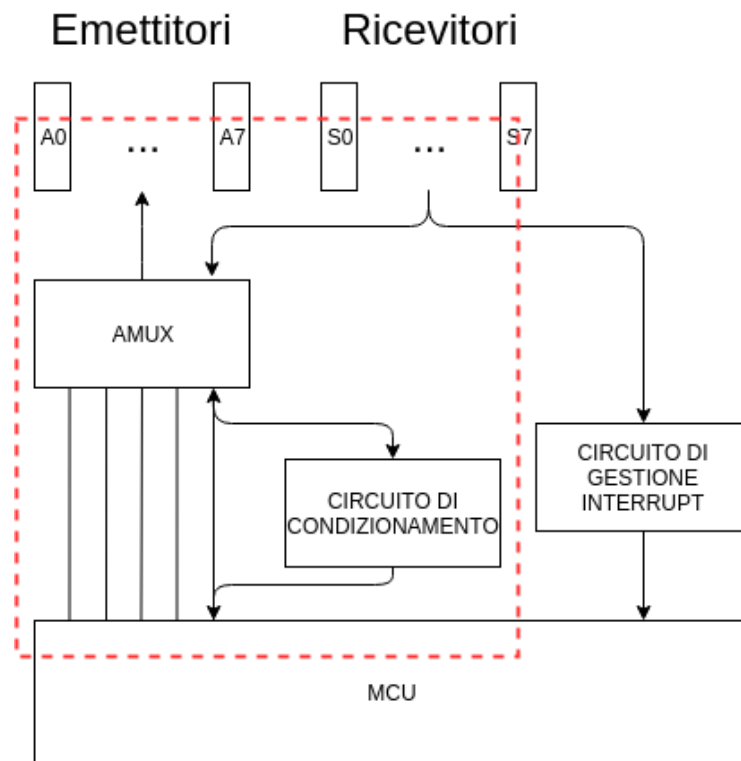 Emettitori Ricevitori
A0 ... A7 S0 ... S7
AMUX
CIRCUITO DI
GESTIONE
INTERRUPT
CIRCUITO DI
CONDIZIONAMENTO
MCU